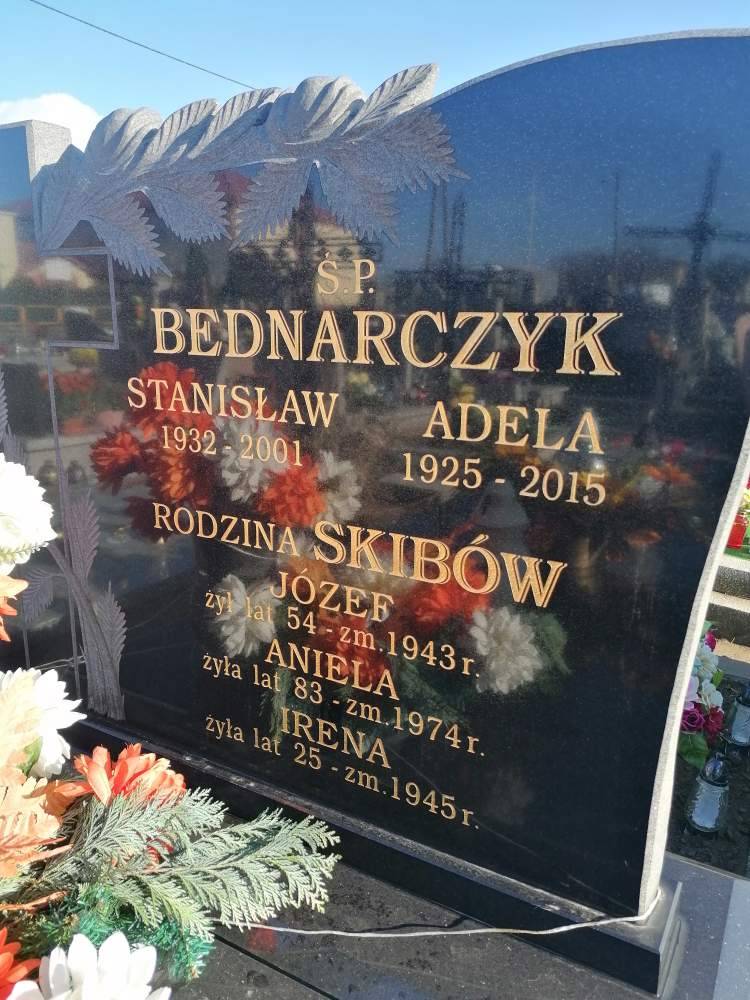 Ś.P.
BEDNARCZYK
STANISŁAW ADELA
1932 - 2001 1925 - 2015
RODZINA SKIBÓW
JÓZEF
żył lat 54 - zm. 1943 r.
ANIELA
żyła lat 83 - zm. 1974 r.
IRENA
żyła lat 25 - zm. 1945 r.